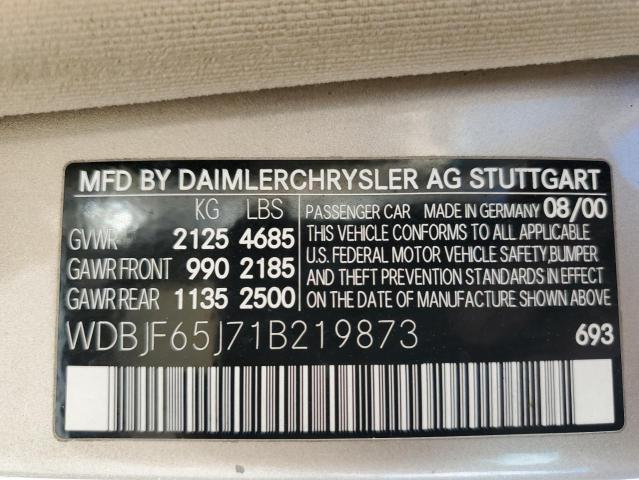 MFD BY DAIMLERCHRYSLER AG STUTTGART
KG LBS
GVWR 2125 4685
GAWR FRONT 990 2185
GAWR REAR 1135 2500
PASSENGER CAR MADE IN GERMANY 08/00
THIS VEHICLE CONFORMS TO ALL APPLICABLE
U.S. FEDERAL MOTOR VEHICLE SAFETY,BUMPER
AND THEFT PREVENTION STANDARDS IN EFFECT
ON THE DATE OF MANUFACTURE SHOWN ABOVE
WDBJF65J71B219873 693